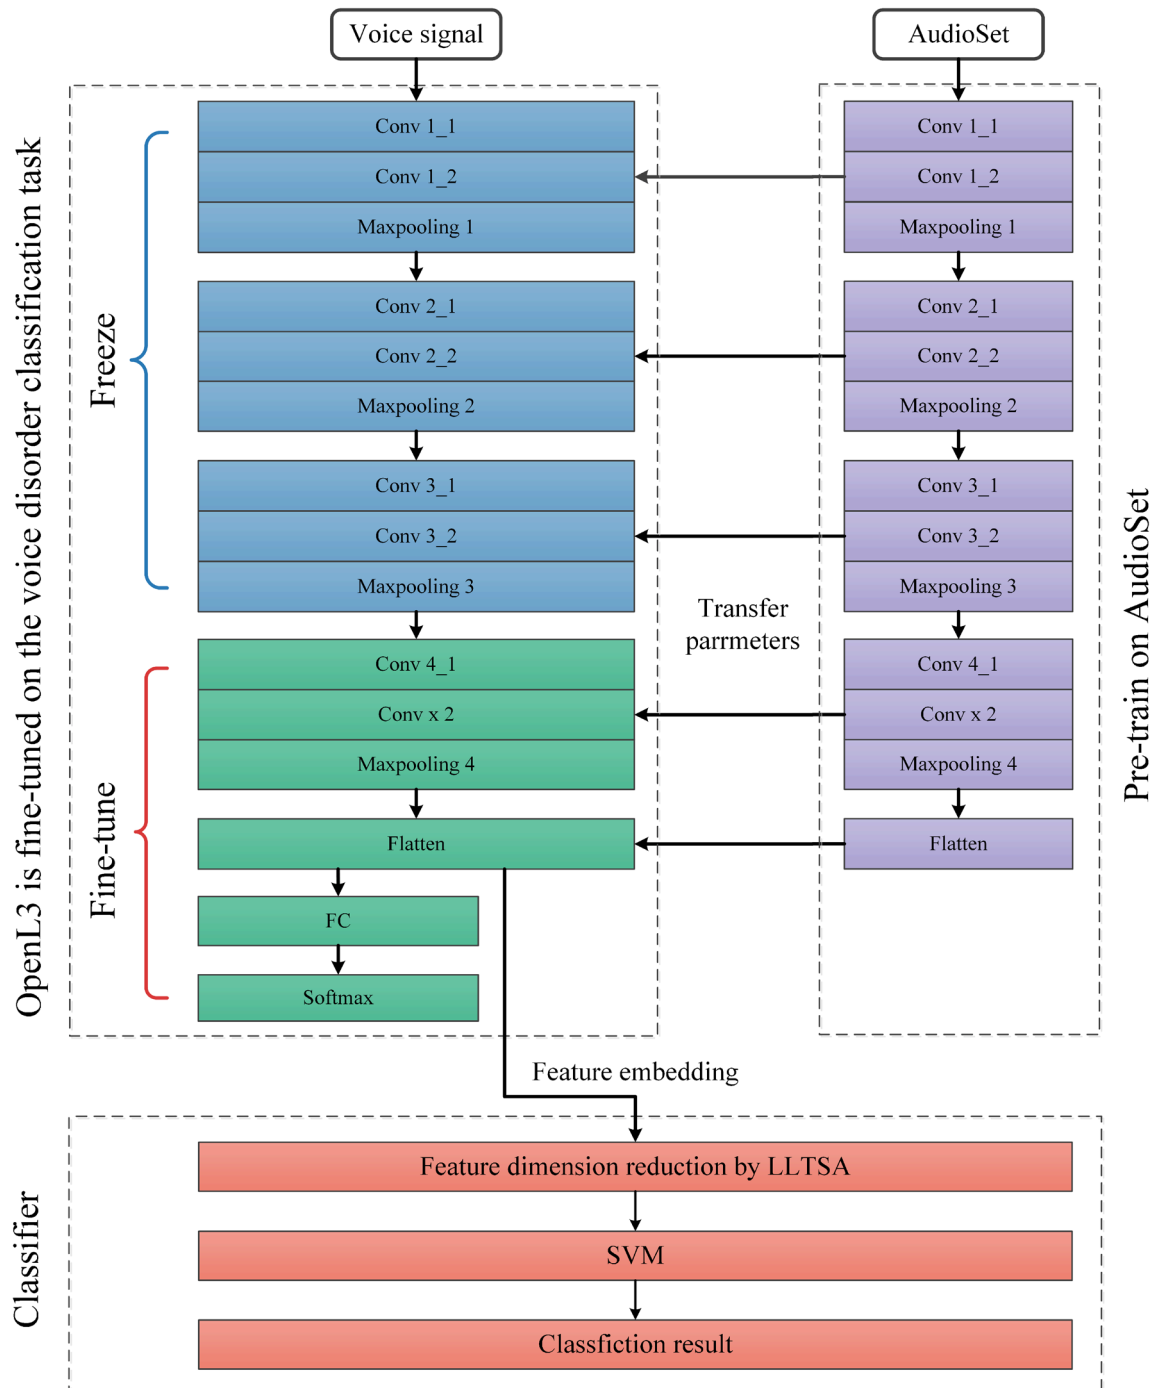 Voice signal
AudioSet
OpenL3 is fine-tuned on the voice disorder classification task
Freeze
Conv 1_1
Conv 1_2
Maxpooling 1
Conv 2_1
Conv 2_2
Maxpooling 2
Conv 3_1
Conv 3_2
Maxpooling 3
Fine-tune
Conv 4_1
Conv x 2
Maxpooling 4
Flatten
FC
Softmax
Transfer
parrmeters
Conv 1_1
Conv 1_2
Maxpooling 1
Conv 2_1
Conv 2_2
Maxpooling 2
Conv 3_1
Conv 3_2
Maxpooling 3
Conv 4_1
Conv x 2
Maxpooling 4
Flatten
Pre-train on AudioSet
Feature embedding
Classifier
Feature dimension reduction by LLTSA
SVM
Classfiction result